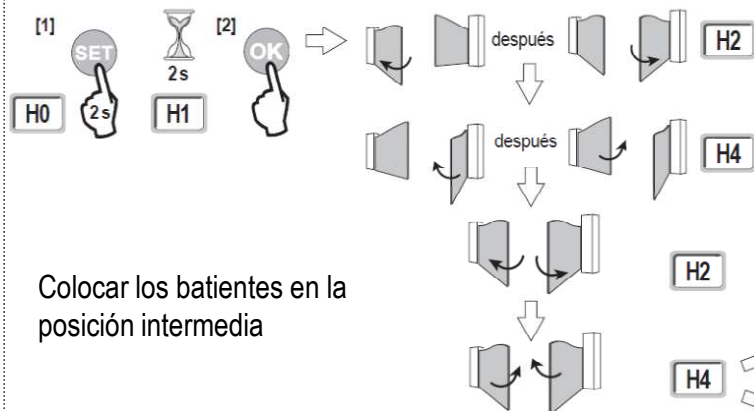 [1]
SET
2s
H0
2s
H1
[2]
OK
después
H2
después
H4
H2
H4
Colocar los batientes en la
posición intermedia